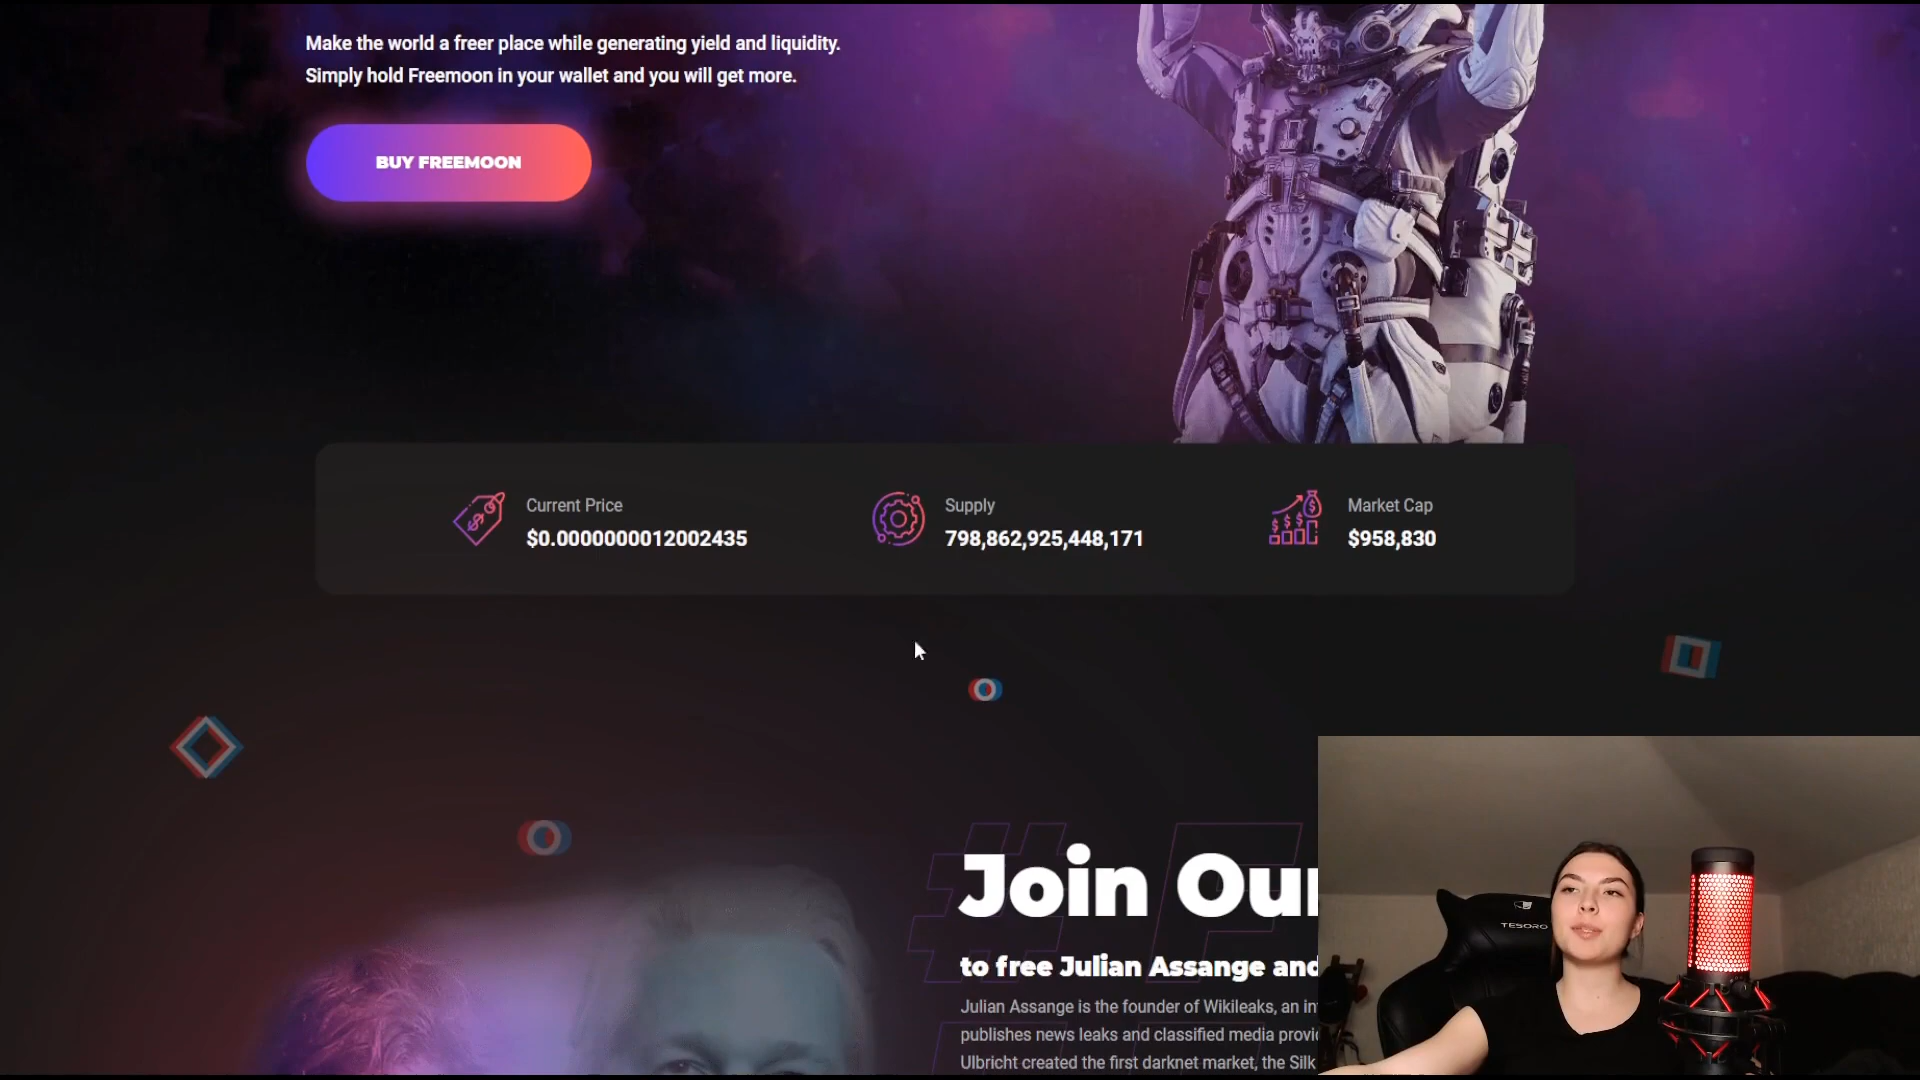 Make the world a freer place while generating yield and liquidity.
Simply hold Freemoon in your wallet and you will get more.
BUY FREEMOON
Current Price
$0.0000000012002435
Supply
798,862,925,448,171
Market Cap
$958,830
Join Our
to free Julian Assange and
Julian Assange is the founder of Wikileaks, an
publishes news leaks and classified media
Ulbricht created the first darknet market, the Silk
TESORO